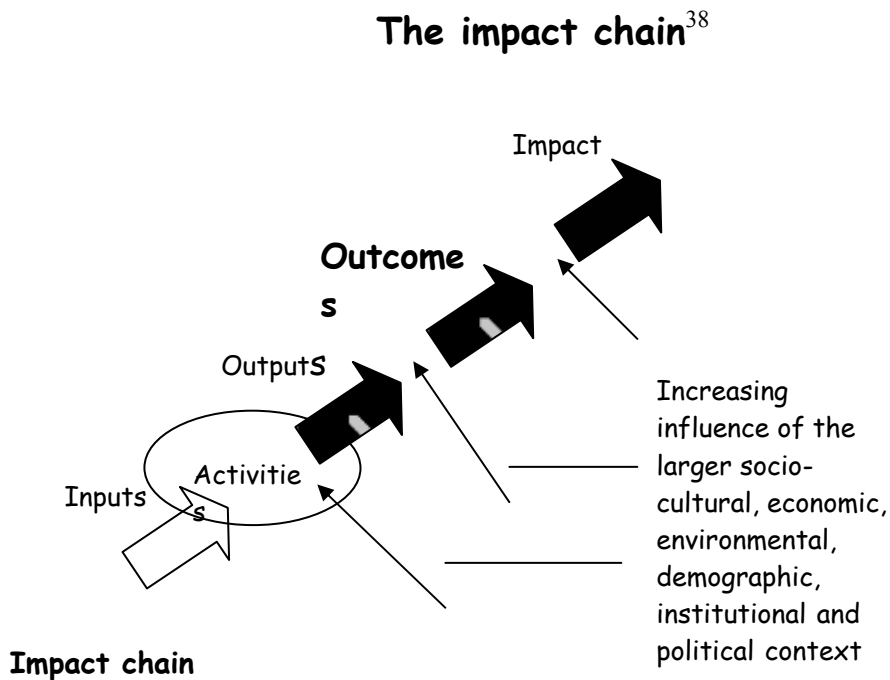 The impact chain38
Impact
Outcome
s
Outputs
Activitie
s
Inputs
Increasing
influence of the
larger socio-
cultural, economic,
environmental,
demographic,
institutional and
political context
Impact chain